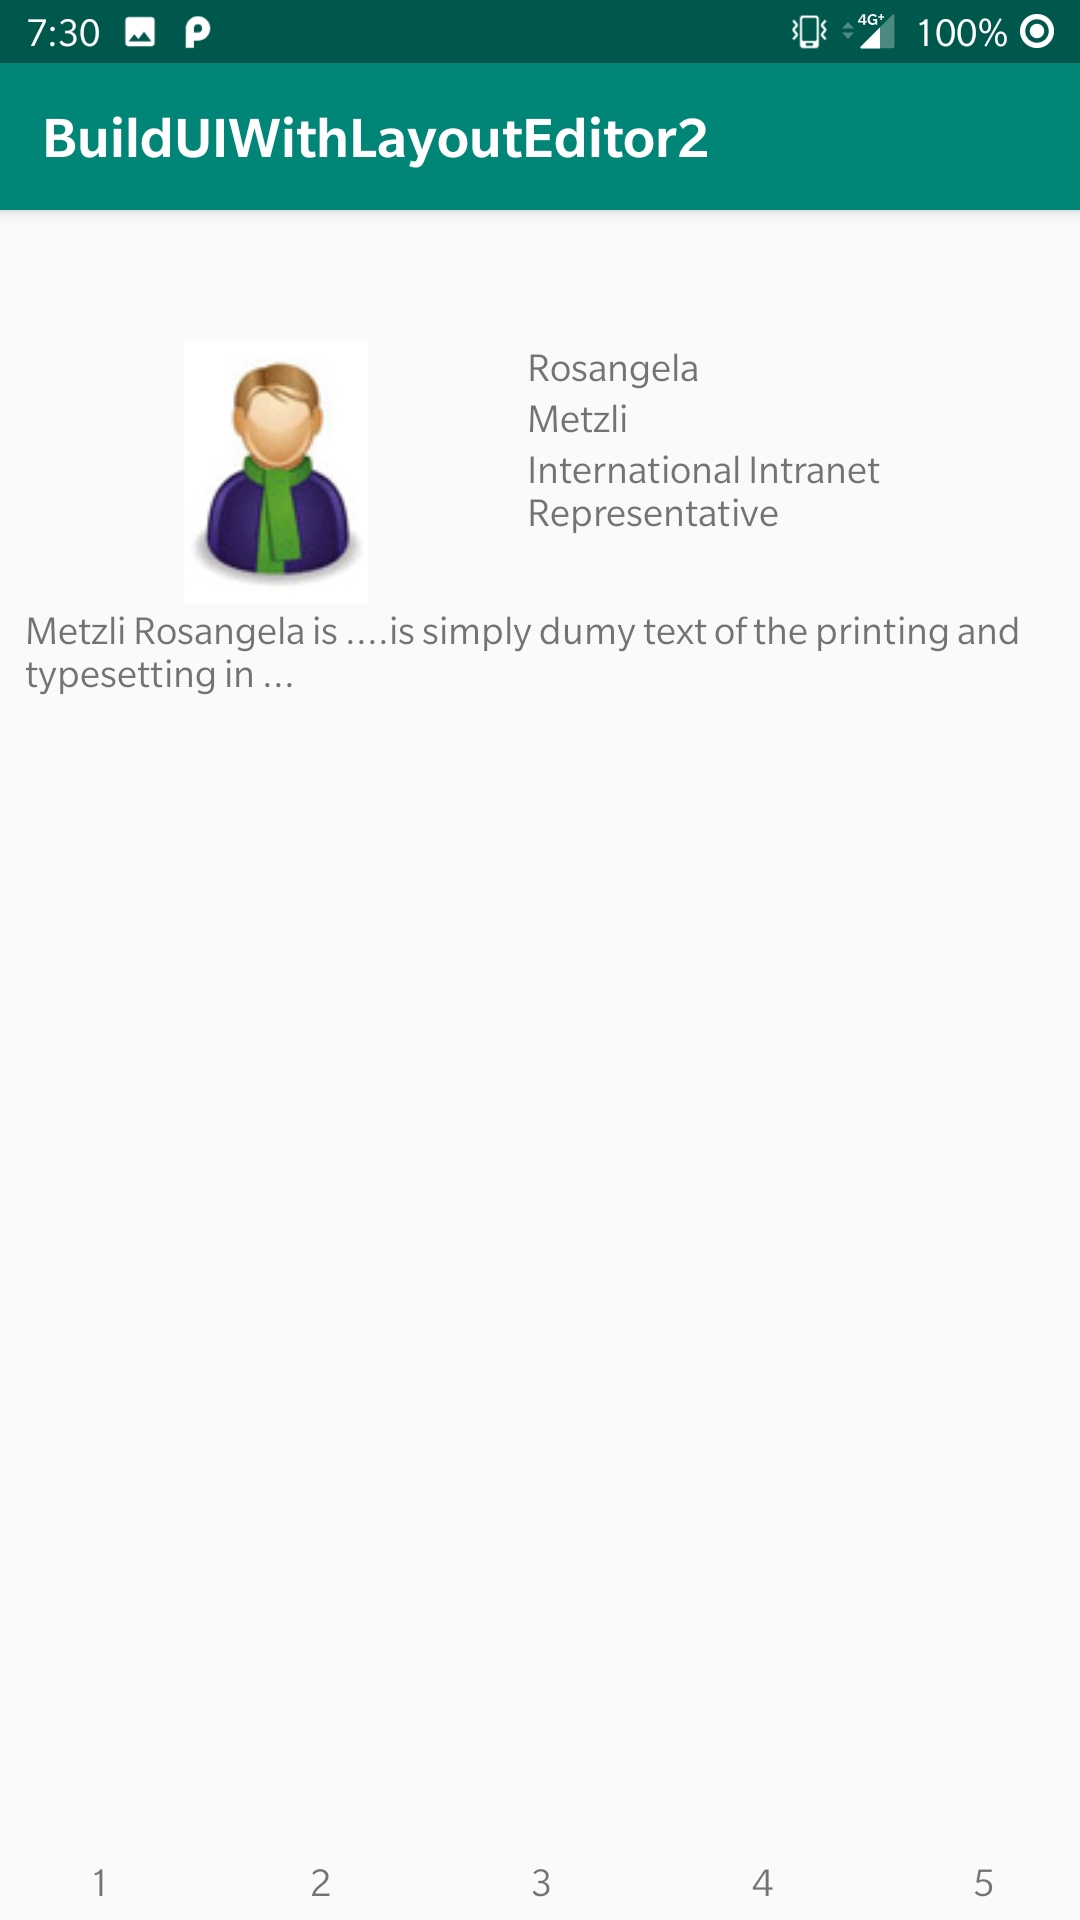 7:30 4G+ 100%
BuildUIWithLayoutEditor2
Rosangela
Metzli
International Intranet
Representative
Metzli Rosangela is ....is simply dumy text of the printing and
typesetting in ...
1 2 3 4 5